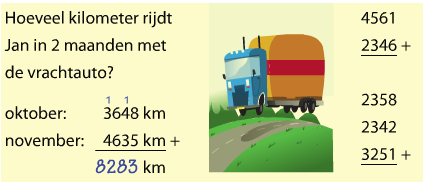 Hoeveel kilometer rijdt
Jan in 2 maanden met
de vrachtauto?
1 1
oktober: 3648 km
november: 4635 km +
8283 km
4561
2346 +
2358
2342
3251 +